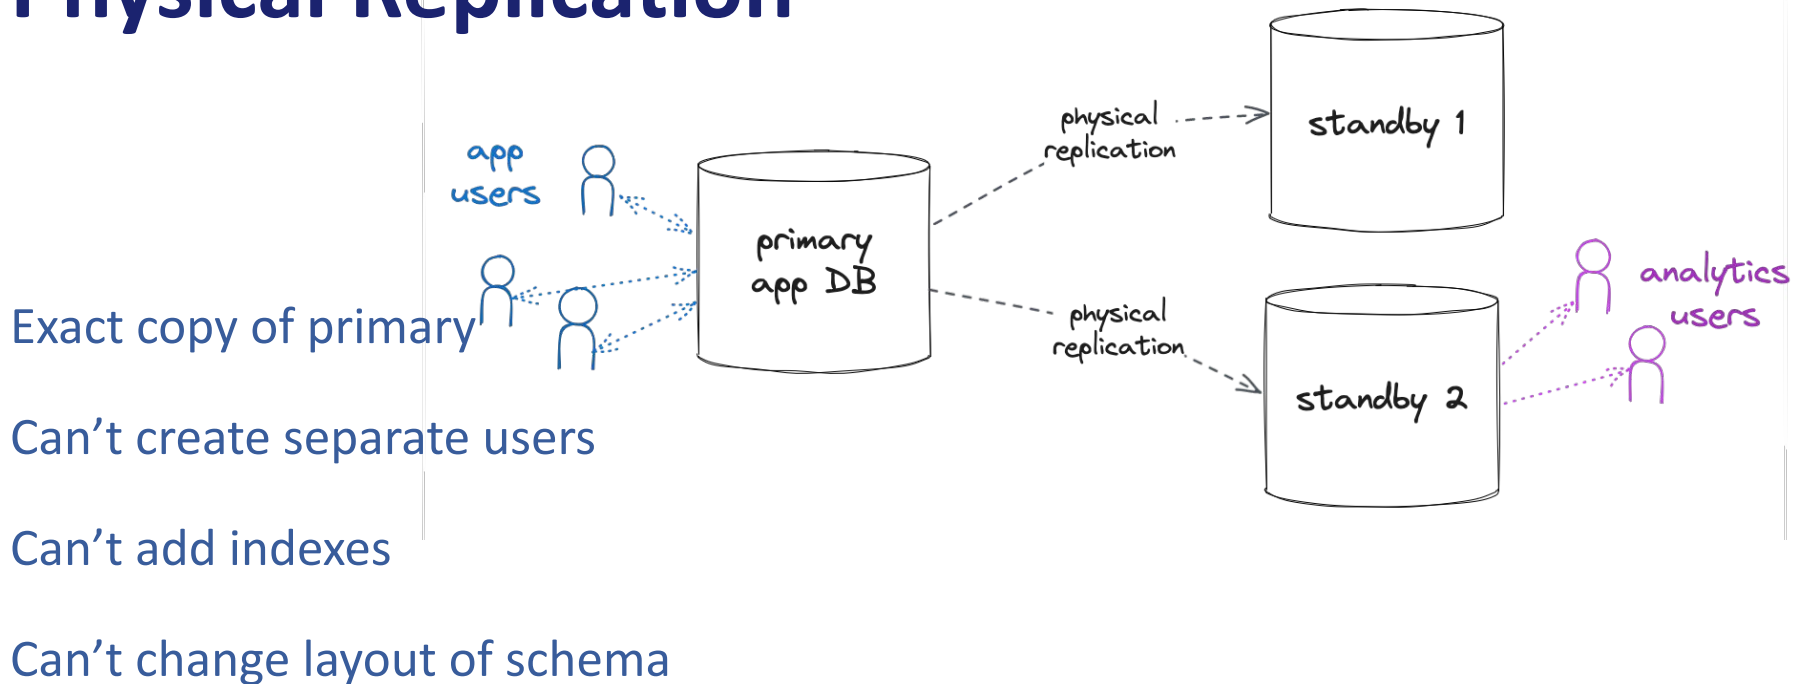 Physical Replication
app
users
primary
app DB
physical
replication
standby 1
physical
replication
standby 2
analytics
users
Exact copy of primary
Can’t create separate users
Can’t add indexes
Can’t change layout of schema